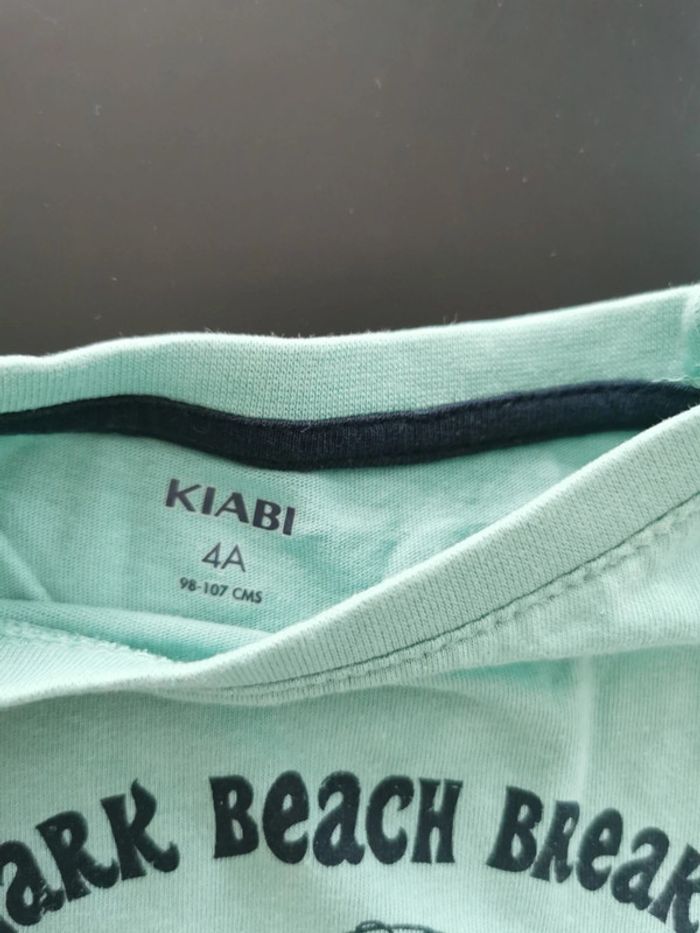 KIABI
4A
98-107 CMS
ARK BeacH Break